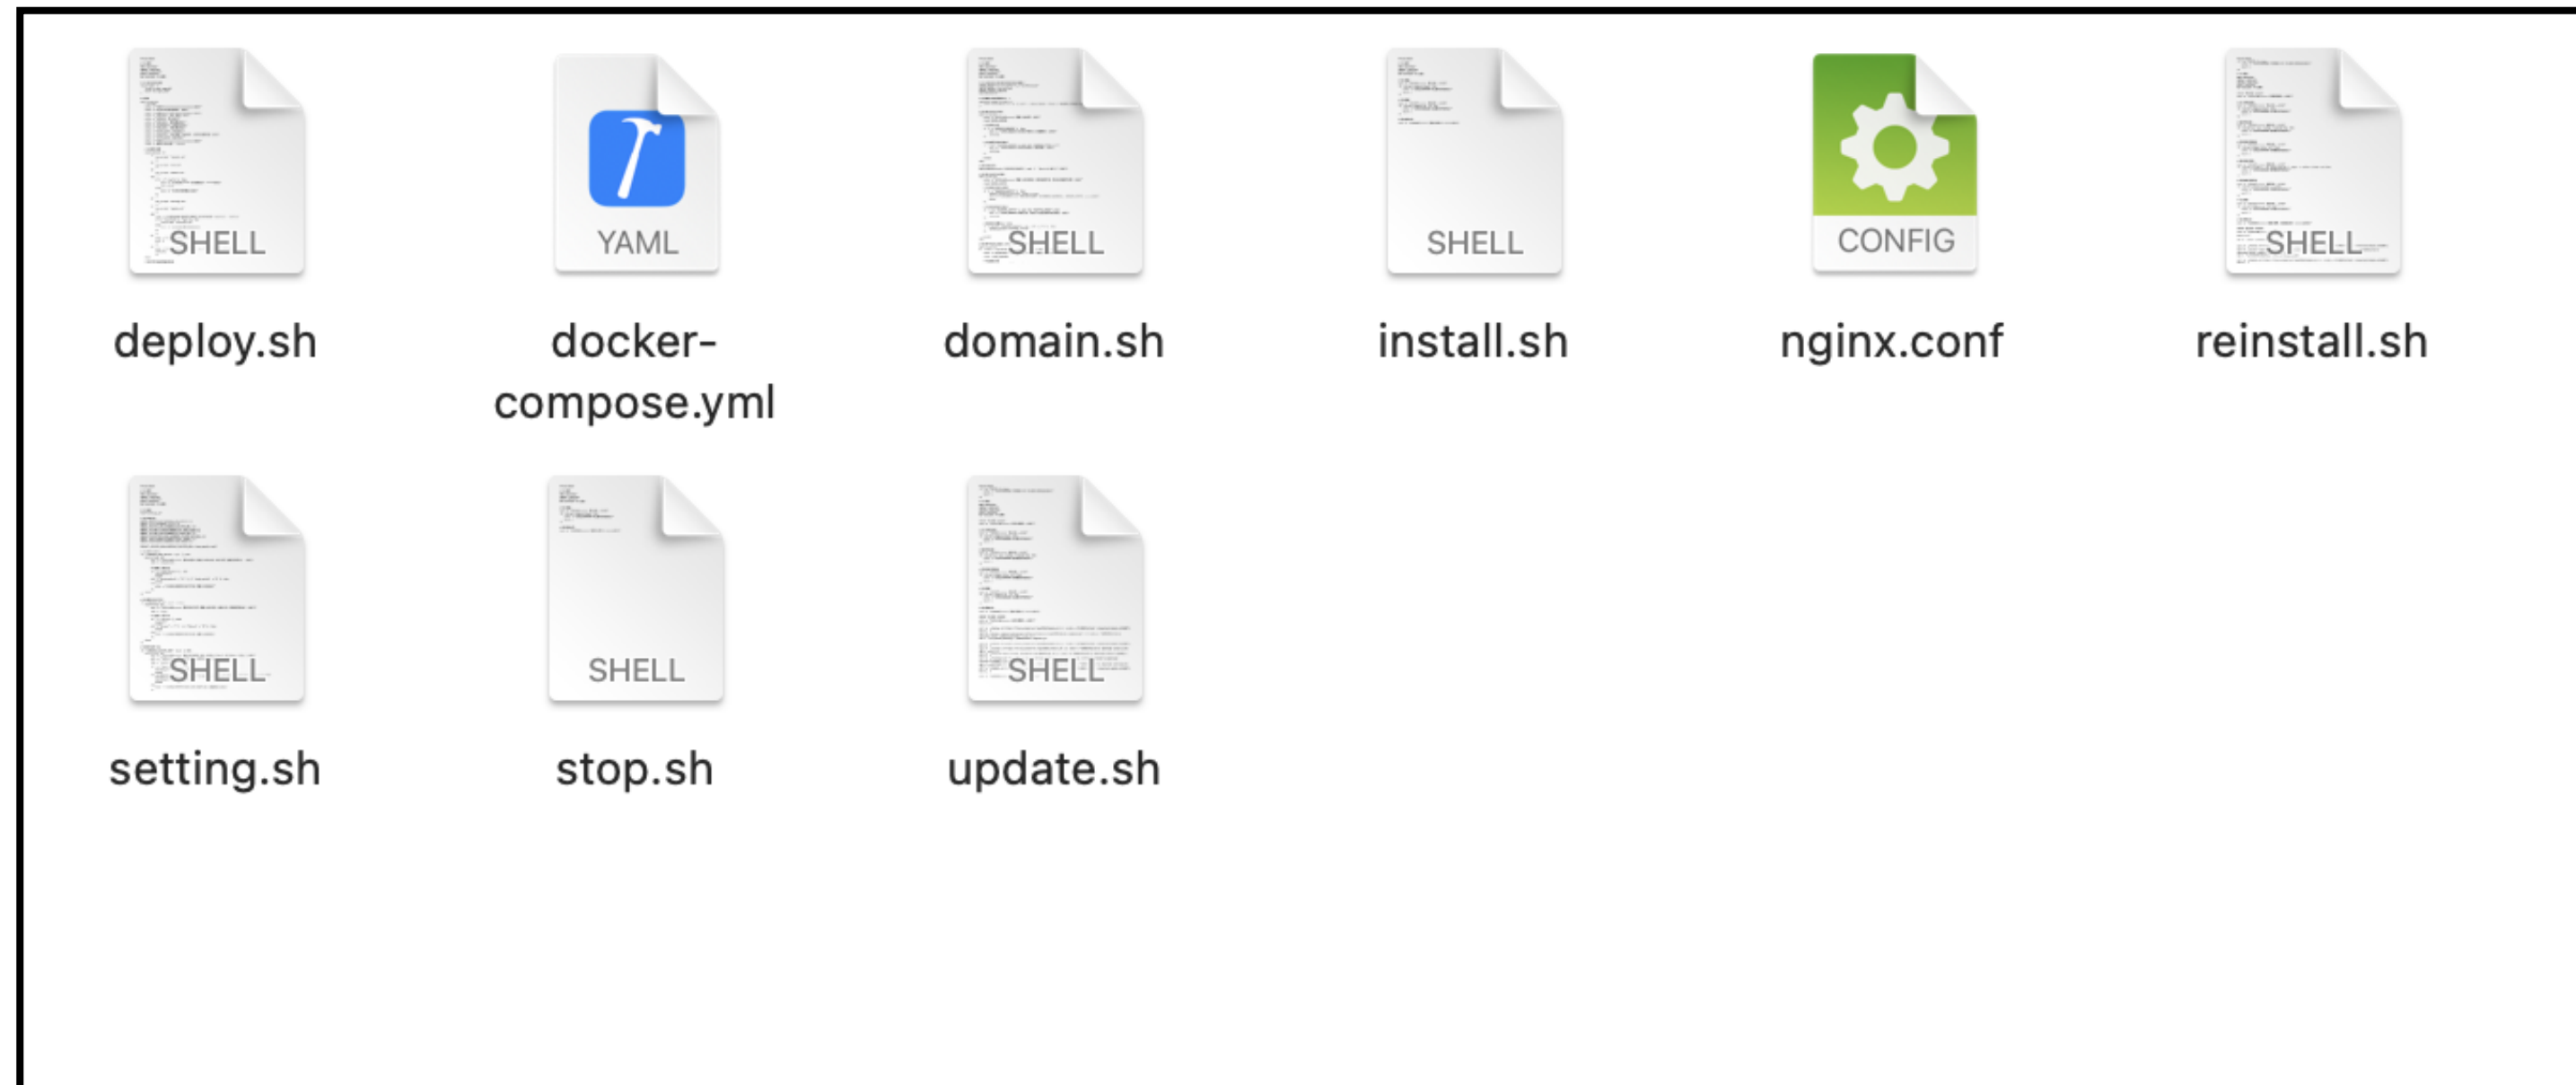 SHELL
YAML
SHELL
SHELL
CONFIG
SHELL
deploy.sh
docker-
compose.yml
domain.sh
install.sh
nginx.conf
reinstall.sh
SHELL
SHELL
SHELL
setting.sh
stop.sh
update.sh